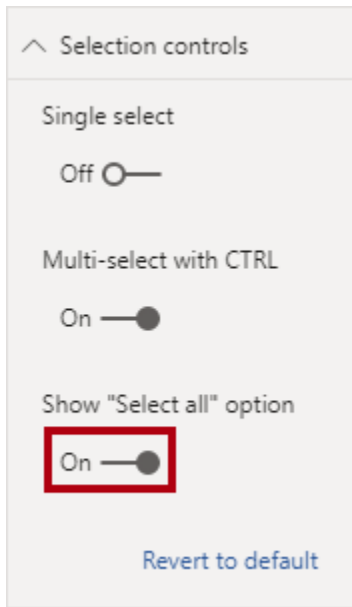 Selection controls
Single select
Off
Multi-select with CTRL
On
Show "Select all" option
On
Revert to default